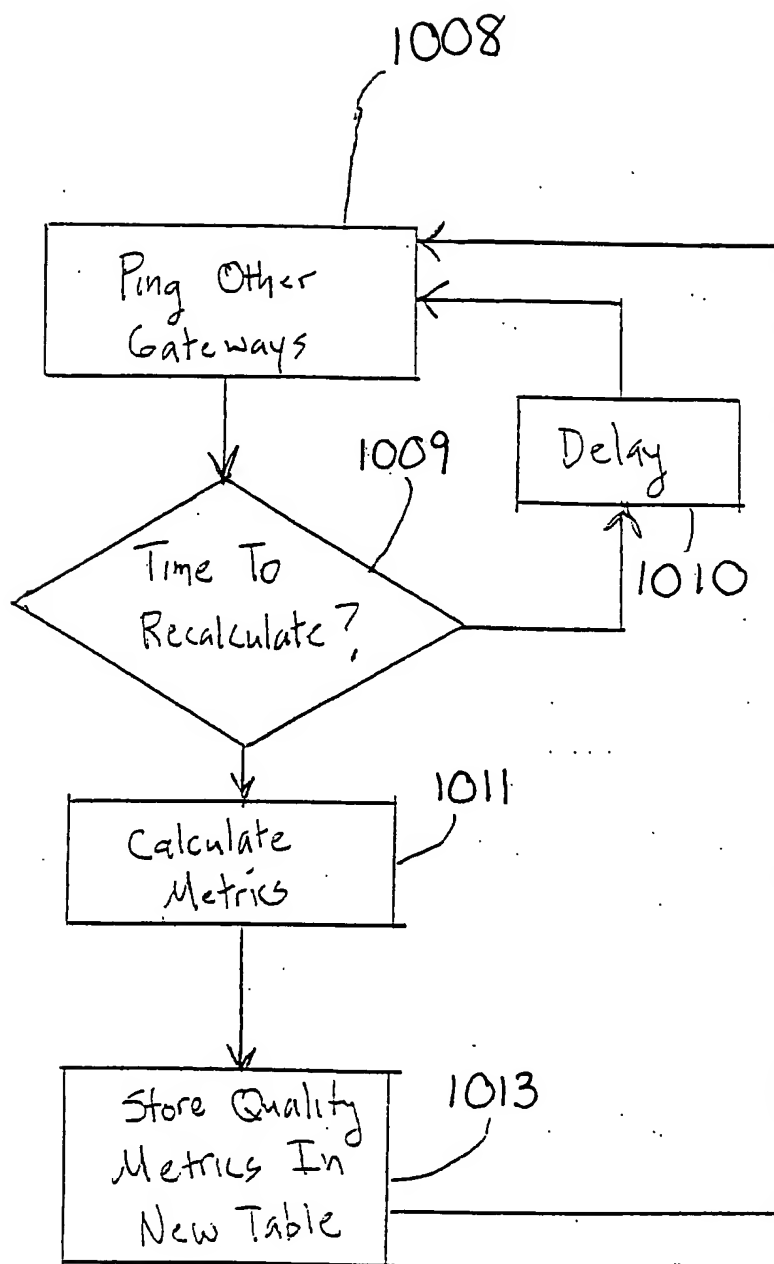 1008
Ping Other
Gateways
1009
Delay
1010
Time To
Recalculate?
1011
Calculate
Metrics
1013
Store Quality
Metrics In
New Table